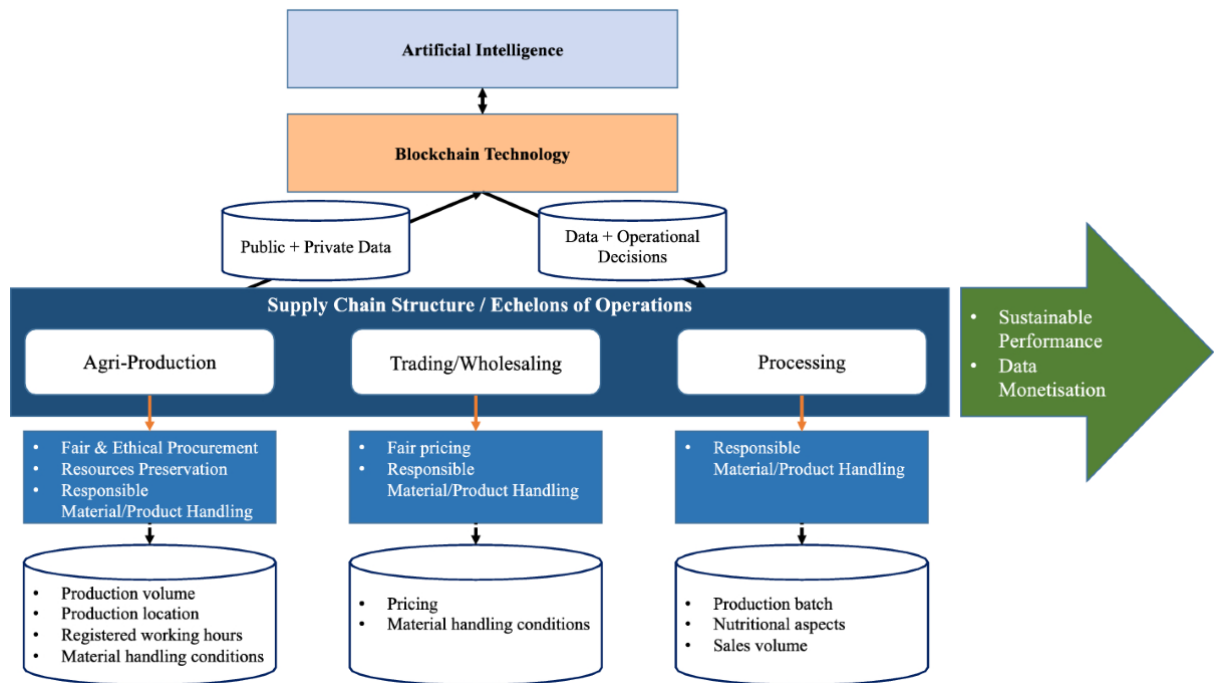 Artificial Intelligence
Blockchain Technology
Public + Private Data
Data + Operational
Decisions
Supply Chain Structure / Echelons of Operations
Agri-Production
Trading/Wholesaling
Processing
• Sustainable
Performance
• Data
Monetisation
• Fair & Ethical Procurement
• Resources Preservation
• Responsible
Material/Product Handling
• Fair pricing
• Responsible
Material/Product Handling
• Responsible
Material/Product Handling
• Production volume
• Production location
• Registered working hours
• Material handling conditions
• Pricing
• Material handling conditions
• Production batch
• Nutritional aspects
• Sales volume